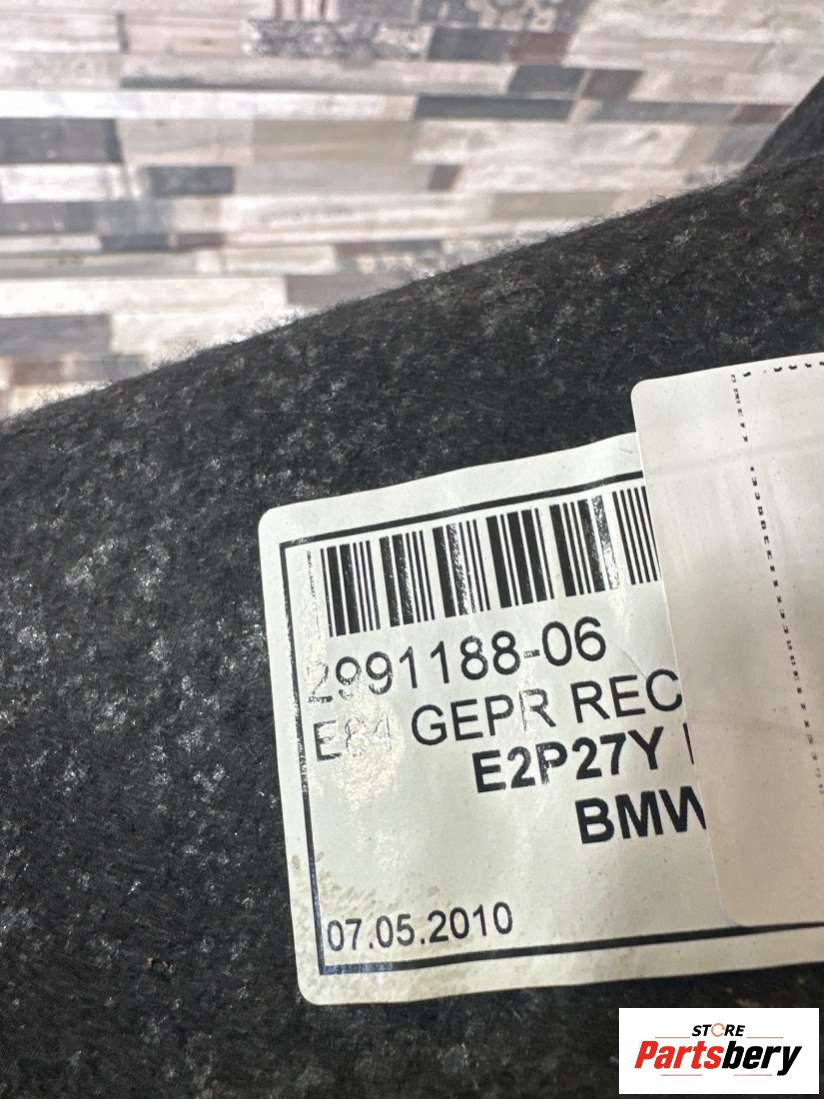 2991188-06
E84 GEPR REC
E2P27Y
BMW
07.05.2010
STORE
Partsbery